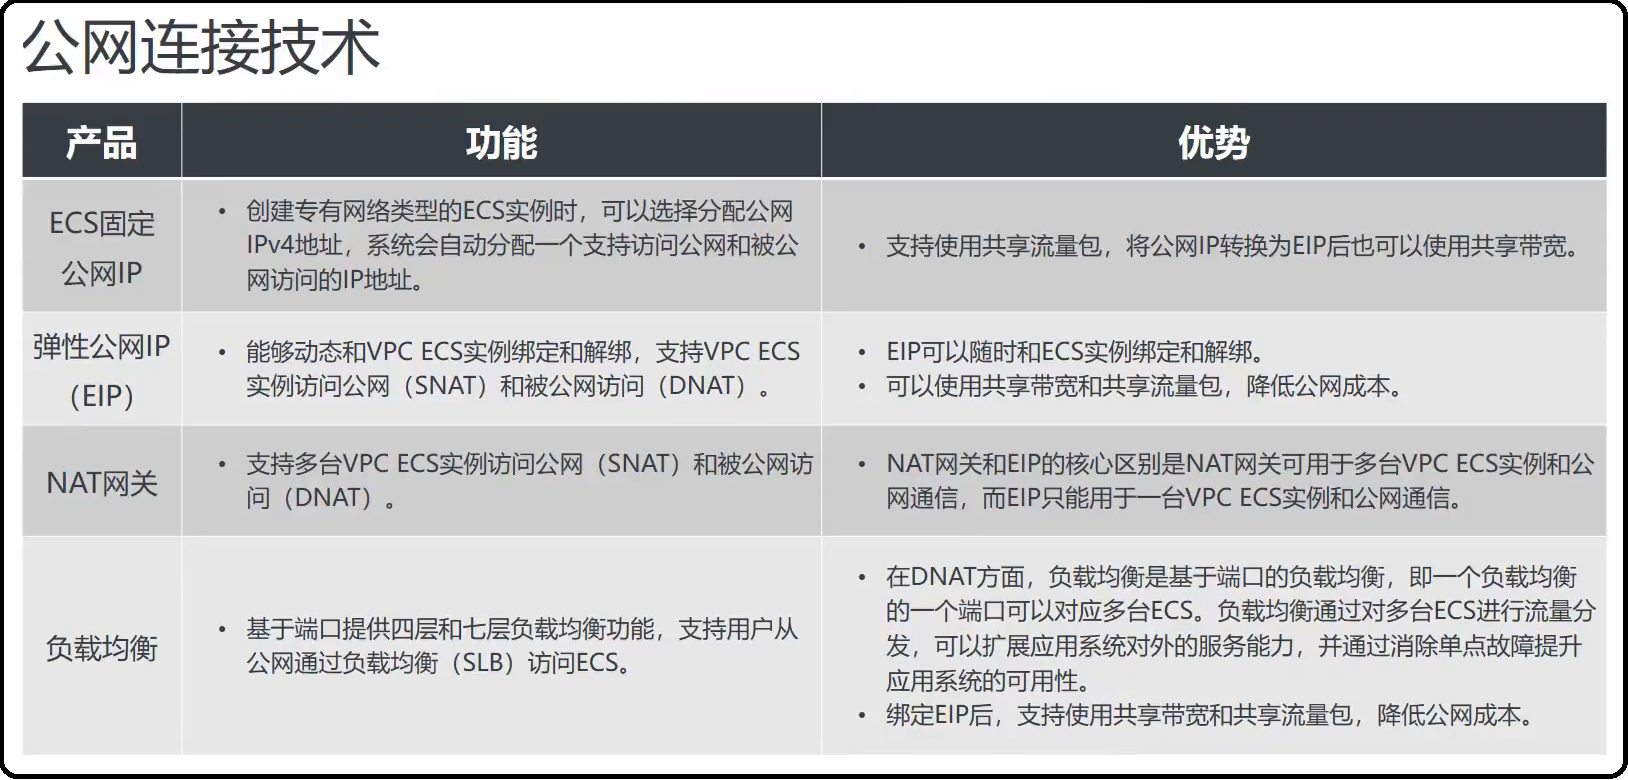 公网连接技术
产品
功能
优势
ECS固定
公网IP
• 创建专有网络类型的ECS实例时，可以选择分配公网
IPv4地址，系统会自动分配一个支持访问公网和被公
网访问的IP地址。
• 支持使用共享流量包，将公网IP转换为EIP后也可以使用共享带宽。
弹性公网IP
（EIP）
• 能够动态和VPC ECS实例绑定和解绑，支持VPC ECS
实例访问公网（SNAT）和被公网访问（DNAT）。
• EIP可以随时和ECS实例绑定和解绑。
• 可以使用共享带宽和共享流量包，降低公网成本。
NAT网关
• 支持多台VPC ECS实例访问公网（SNAT）和被公网访
问（DNAT）。
• NAT网关和EIP的核心区别是NAT网关可用于多台VPC ECS实例和公
网通信，而EIP只能用于一台VPC ECS实例和公网通信。
负载均衡
• 基于端口提供四层和七层负载均衡功能，支持用户从
公网通过负载均衡（SLB）访问ECS。
• 在DNAT方面，负载均衡是基于端口的负载均衡，即一个负载均衡
的一个端口可以对应多台ECS。负载均衡通过对多台ECS进行流量分
发，可以扩展应用系统对外的服务能力，并通过消除单点故障提升
应用系统的可用性。
• 绑定EIP后，支持使用共享带宽和共享流量包，降低公网成本。